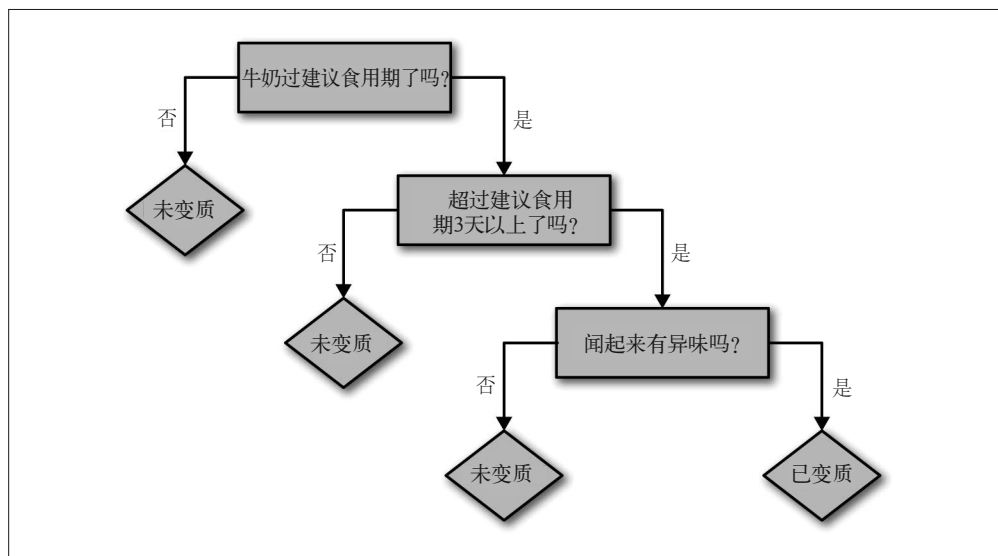 牛奶过建议食用期了吗?
否
是
未变质
超过建议食用
期3天以上了吗?
否
是
未变质
闻起来有异味吗?
否
是
未变质
已变质